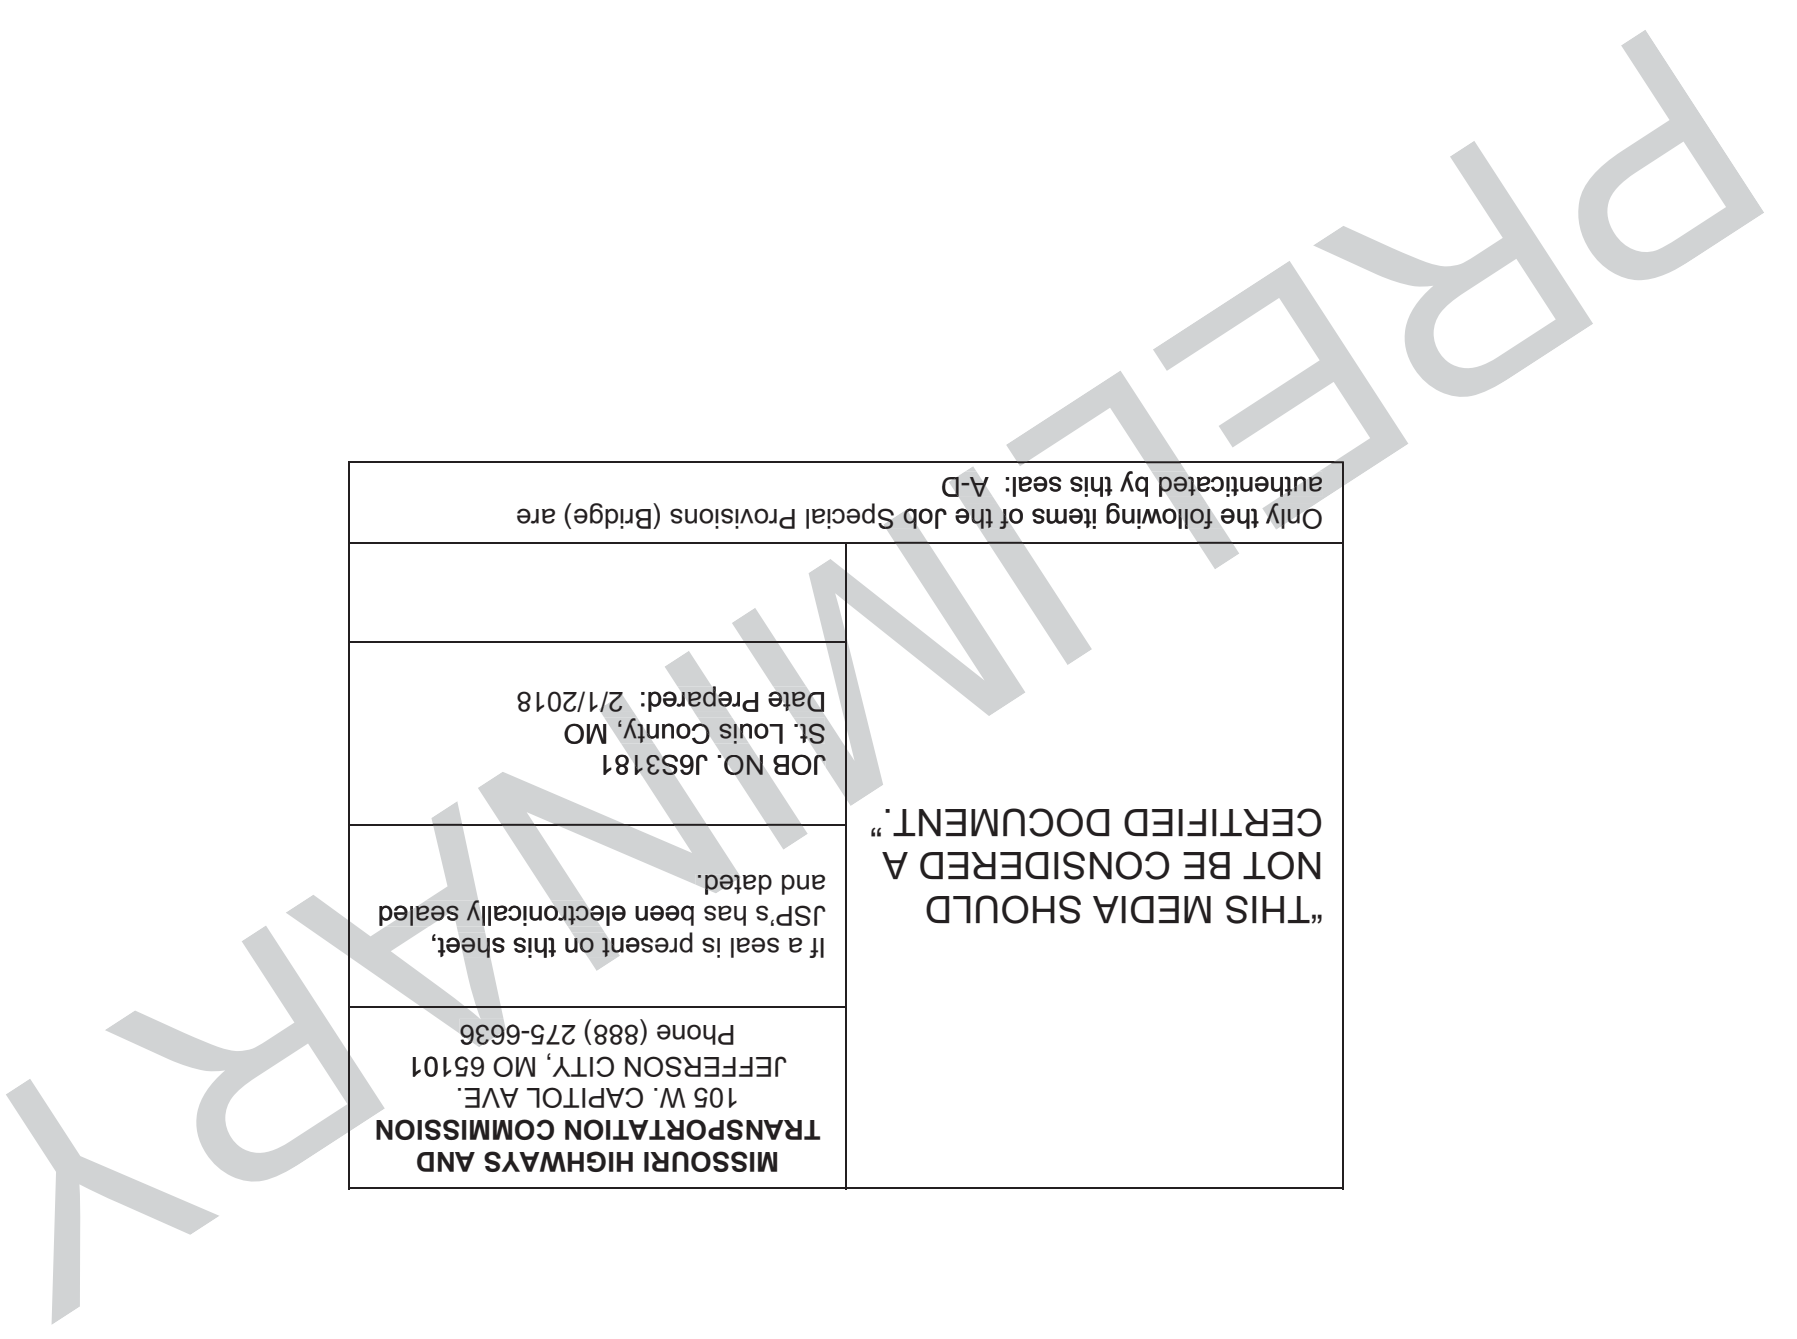 PRELIMINARY
“THIS MEDIA SHOULD
NOT BE CONSIDERED A
CERTIFIED DOCUMENT.”
MISSOURI HIGHWAYS AND
TRANSPORTATION COMMISSION
105 W. CAPITOL AVE.
JEFFERSON CITY, MO 65101
Phone (888) 275-6636
If a seal is present on this sheet,
JSP’s has been electronically sealed
and dated.
JOB NO. J6S3181
St. Louis County, MO
Date Prepared: 2/1/2018
Only the following items of the Job Special Provisions (Bridge) are
authenticated by this seal: A-D